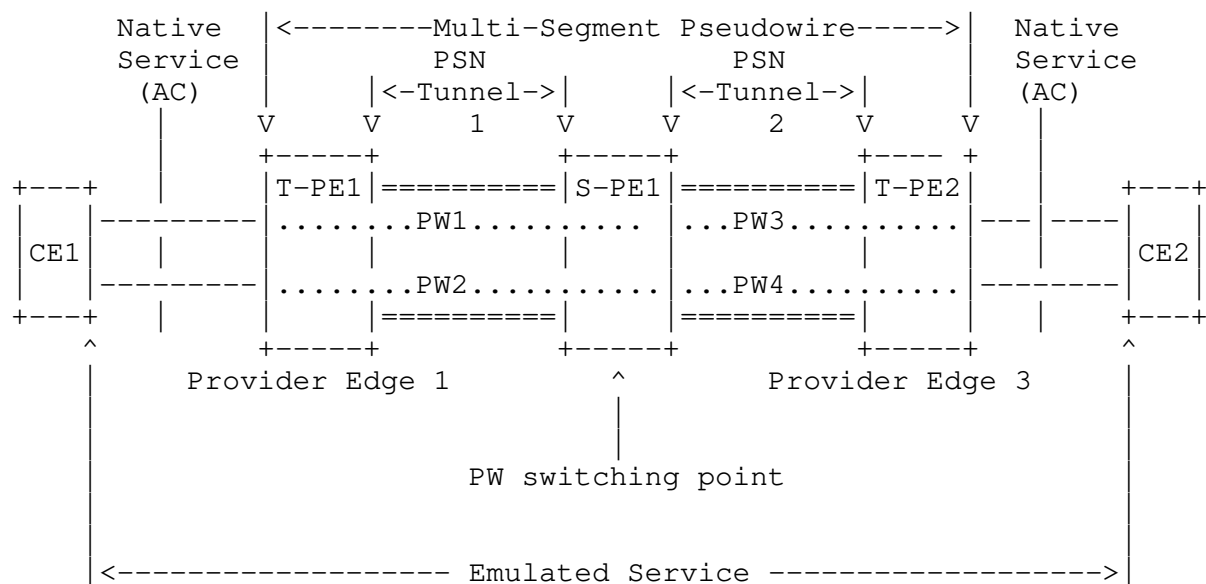 Native |<--------Multi-Segment Pseudowire----->| Native
Service | PSN PSN | Service
(AC) | |<-Tunnel->| |<-Tunnel->| | (AC)
| V V 1 V V 2 V V |
| +-----+ +-----+ +---- + |
+---+ | |T-PE1|==========|S-PE1|==========|T-PE2| | +---+
| |---------|........PW1.......... |...PW3..........|---|----| |
|CE1| | | | | | | | | |CE2|
| |---------|........PW2...........|...PW4..........|--------| |
+---+ | | |==========| |==========| | | +---+
^ +-----+ +-----+ +-----+ ^
| Provider Edge 1 ^ Provider Edge 3 |
| | |
| | |
| PW switching point |
| |
| |
|<------------------- Emulated Service ------------------>|